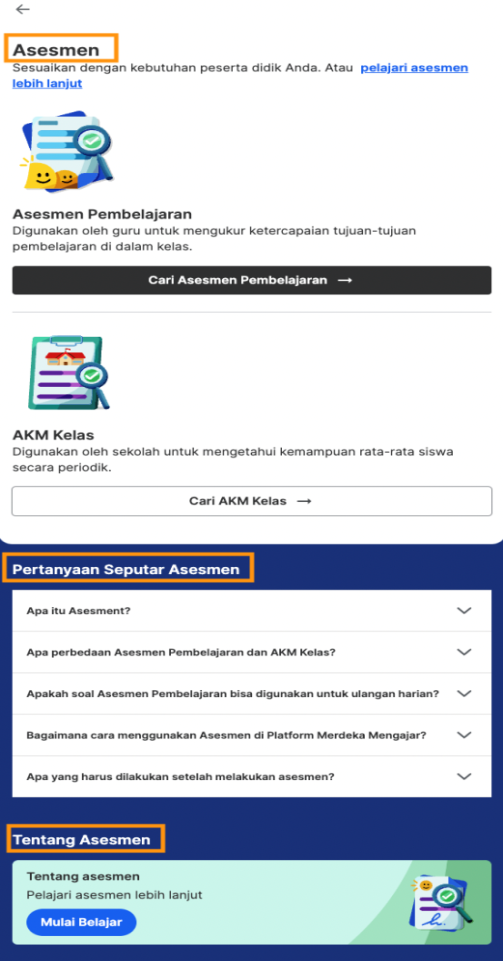 Asesmen
Sesuaikan dengan kebutuhan peserta didik Anda. Atau pelajari asesmen
lebih lanjut
Asesmen Pembelajaran
Digunakan oleh guru untuk mengukur ketercapaian tujuan-tujuan
pembelajaran di dalam kelas.
Cari Asesmen Pembelajaran →
AKM Kelas
Digunakan oleh sekolah untuk mengetahui kemampuan rata-rata siswa
secara periodik.
Cari AKM Kelas →
Pertanyaan Seputar Asesmen
Apa itu Asesment?
Apa perbedaan Asesmen Pembelajaran dan AKM Kelas?
Apakah soal Asesmen Pembelajaran bisa digunakan untuk ulangan harian?
Bagaimana cara menggunakan Asesmen di Platform Merdeka Mengajar?
Apa yang harus dilakukan setelah melakukan asesmen?
Tentang Asesmen
Tentang asesmen
Pelajari asesmen lebih lanjut
Mulai Belajar